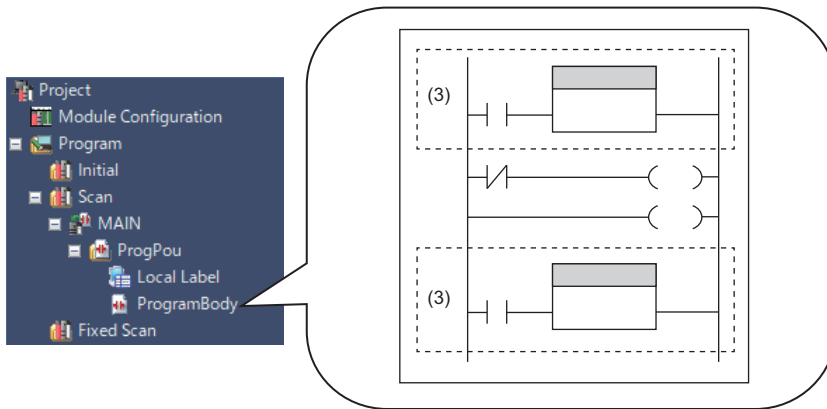 Project
Module Configuration
Program
Initial
Scan
MAIN
ProgPou
Local Label
ProgramBody
Fixed Scan
(3)
(3)